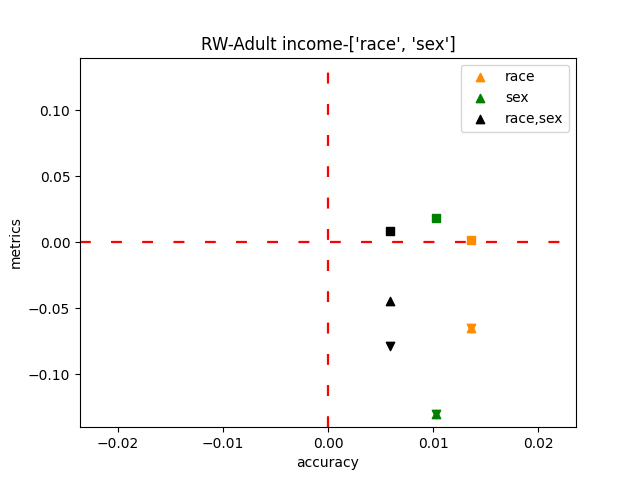 RW-Adult income-['race', 'sex']
race
sex
race,sex
0.10
0.05
0.00
−0.05
−0.10
metrics
−0.02
−0.01
0.00
0.01
0.02
accuracy